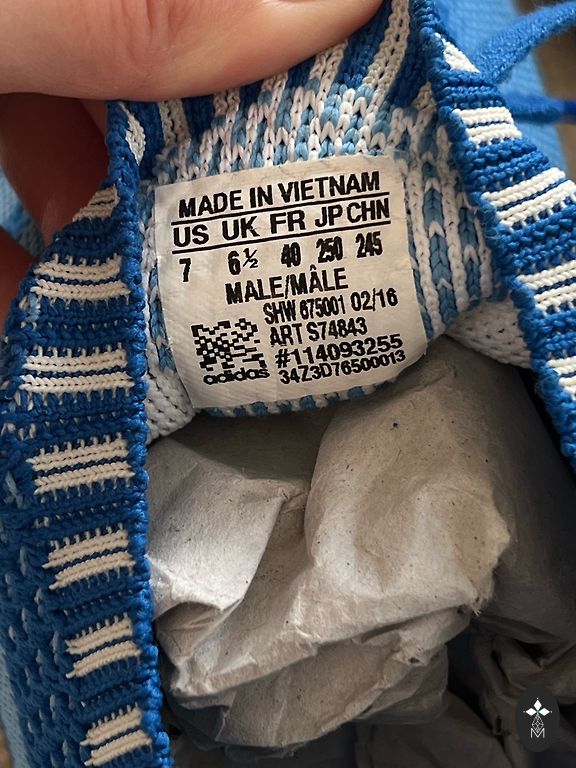 MADE IN VIETNAM
US UK FR JP CHN
7 6½ 40 250 245
MALE/MÂLE
SHW 675001 02/16
ART S74843
#114093255
adidas 34Z3D76500013
M